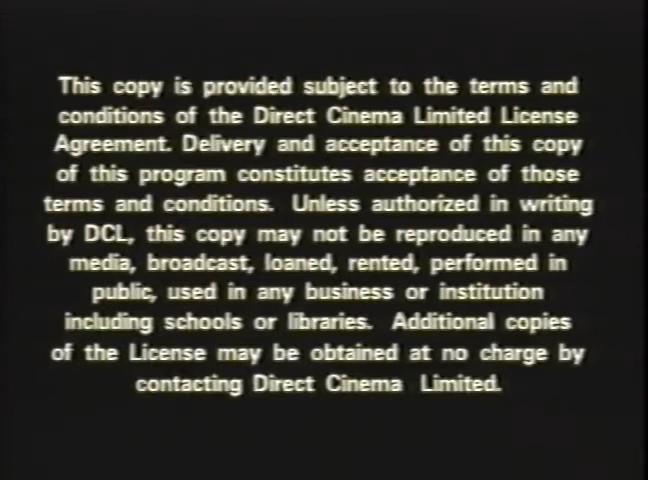 This copy is provided subject to the terms and
conditions of the Direct Cinema Limited License
Agreement. Delivery and acceptance of this copy
of this program constitutes acceptance of those
terms and conditions. Unless authorized in writing
by DCL, this copy may not be reproduced in any
media, broadcast, loaned, rented, performed in
public, used in any business or institution
including schools or libraries. Additional copies
of the License may be obtained at no charge by
contacting Direct Cinema Limited.